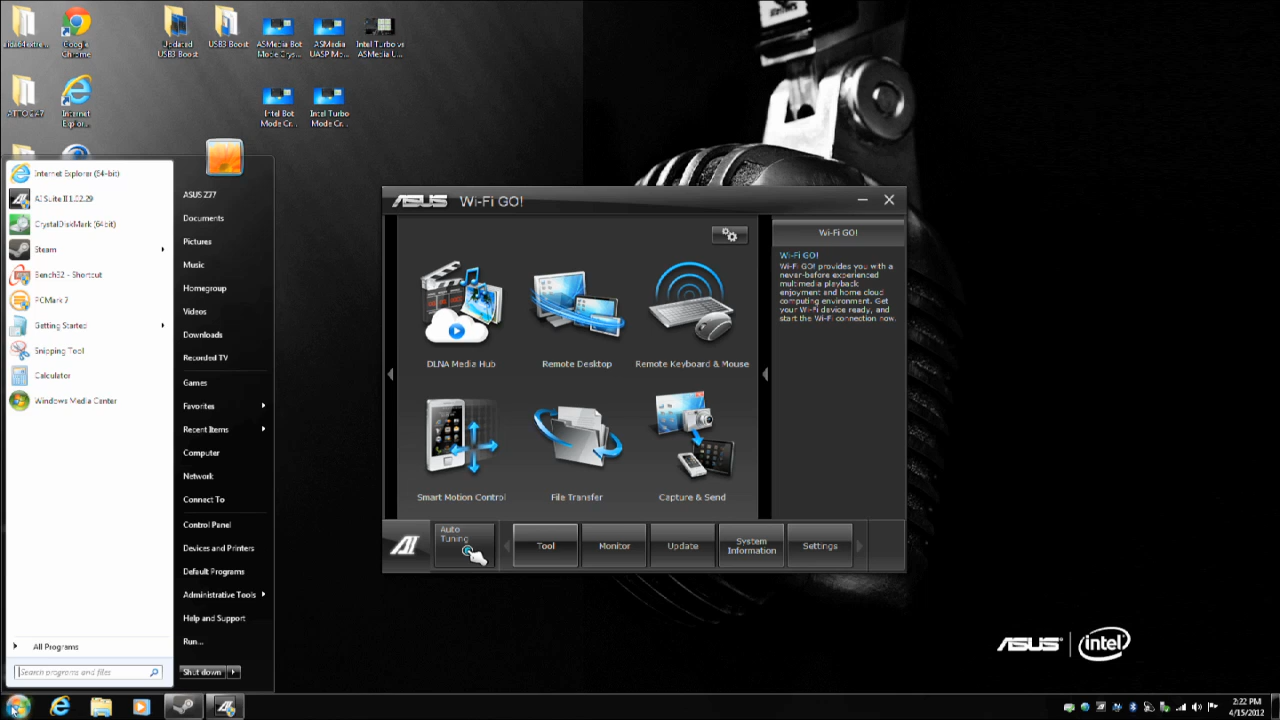 aida64extre...
Google
Chrome
Updated
USB3 Boost
USB3 Boost
ASMedia Bot
Mode Crys...
ASMedia
UASP Mo...
Intel Turbo vs
ASMedia U...
ATTO Z77
Internet
Explor...
Intel Bot
Mode Cr...
Intel Turbo
Mode Cr...
Internet Explorer (64-bit)
AI Suite II 1.02.29
CrystalDiskMark (64bit)
Steam
Bench32 - Shortcut
PCMark 7
Getting Started
Snipping Tool
Calculator
Windows Media Center
All Programs
Search programs and files
ASUS Z77
Documents
Pictures
Music
Homegroup
Videos
Downloads
Recorded TV
Games
Favorites
Recent Items
Computer
Network
Connect To
Control Panel
Devices and Printers
Default Programs
Administrative Tools
Help and Support
Run...
Shut down
ASUS Wi-Fi GO!
DLNA Media Hub
Remote Desktop
Remote Keyboard & Mouse
Smart Motion Control
File Transfer
Capture & Send
Wi-Fi GO!
Wi-Fi GO!
Wi-Fi GO! provides you with a
never-before experienced
multimedia playback
enjoyment and home cloud
computing environment. Get
your Wi-Fi device ready, and
start the Wi-Fi connection now.
Auto
Tuning
Tool
Monitor
Update
System
Information
Settings
ASUS
intel
2:22 PM
4/15/2012